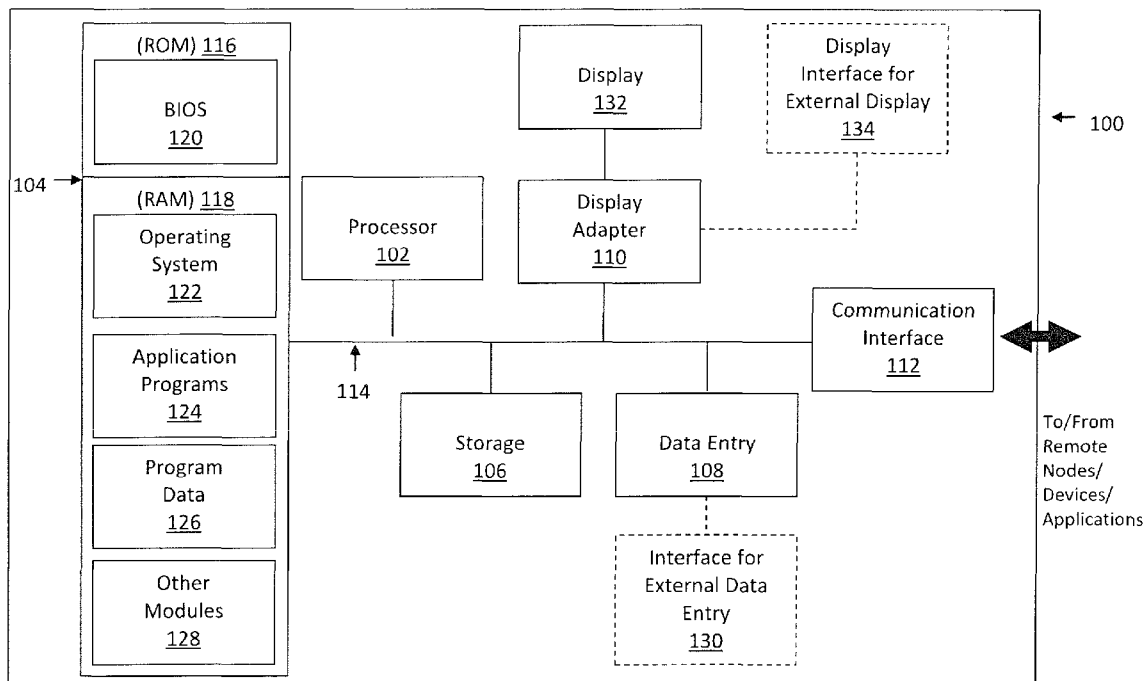 (ROM) 116
BIOS
120
104
(RAM) 118
Operating
System
122
Application
Programs
124
Program
Data
126
Other
Modules
128
Processor
102
114
Display
132
Display
Adapter
110
Display
Interface for
External Display
134
100
Communication
Interface
112
Storage
106
Data Entry
108
Interface for
External Data
Entry
130
To/From
Remote
Nodes/
Devices/
Applications